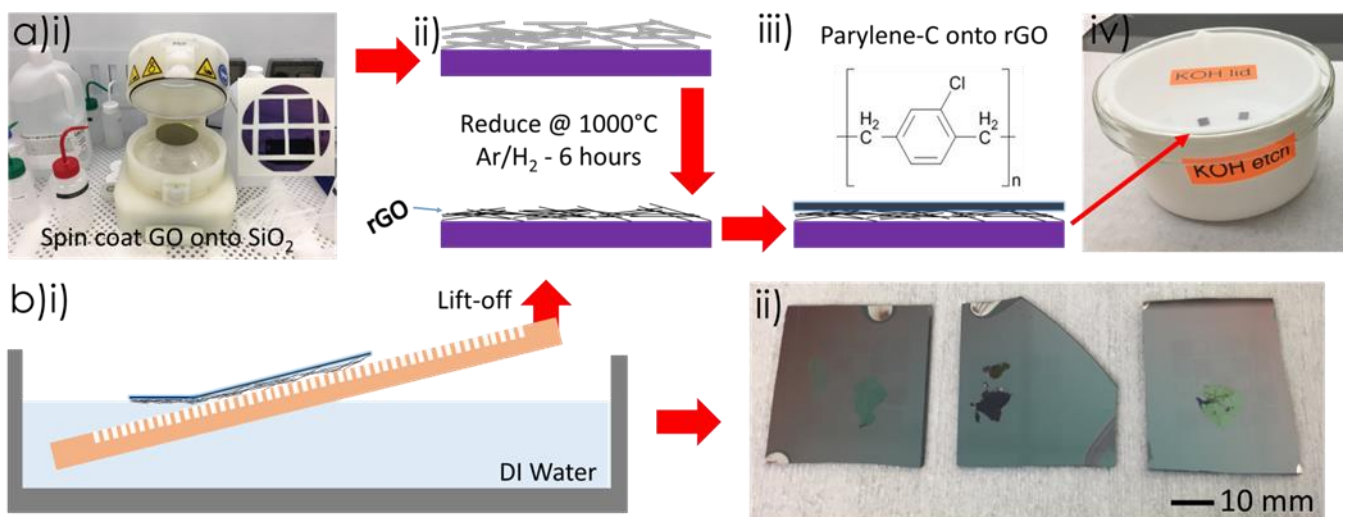 a)i)
Spin coat GO onto SiO₂
ii)
Reduce @ 1000°C
Ar/H₂ - 6 hours
rGO
iii)
Parylene-C onto rGO
Cl
H₂
C
H₂
C
n
iv)
KOH lid
KOH etch
b)i)
Lift-off
DI Water
ii)
10 mm